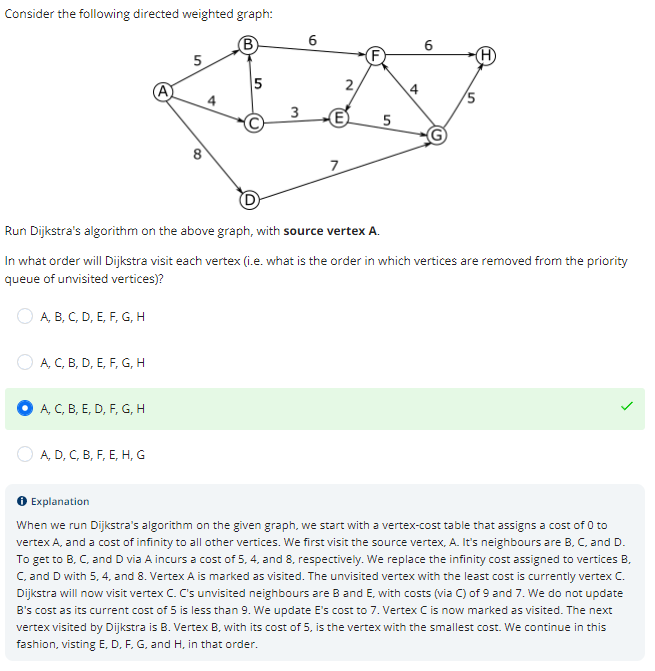 Consider the following directed weighted graph:
B
6
F
6
H
5
A
5
2
4
4
C
3
E
5
5
G
8
7
D
Run Dijkstra's algorithm on the above graph, with source vertex A.
In what order will Dijkstra visit each vertex (i.e. what is the order in which vertices are removed from the priority
queue of unvisited vertices)?
A, B, C, D, E, F, G, H
A, C, B, D, E, F, G, H
A, C, B, E, D, F, G, H
A, D, C, B, F, E, H, G
Explanation
When we run Dijkstra's algorithm on the given graph, we start with a vertex-cost table that assigns a cost of 0 to
vertex A, and a cost of infinity to all other vertices. We first visit the source vertex, A. It's neighbours are B, C, and D.
To get to B, C, and D via A incurs a cost of 5, 4, and 8, respectively. We replace the infinity cost assigned to vertices B,
C, and D with 5, 4, and 8. Vertex A is marked as visited. The unvisited vertex with the least cost is currently vertex C.
Dijkstra will now visit vertex C. C's unvisited neighbours are B and E, with costs (via C) of 9 and 7. We do not update
B's cost as its current cost of 5 is less than 9. We update E's cost to 7. Vertex C is now marked as visited. The next
vertex visited by Dijkstra is B. Vertex B, with its cost of 5, is the vertex with the smallest cost. We continue in this
fashion, visting E, D, F, G, and H, in that order.